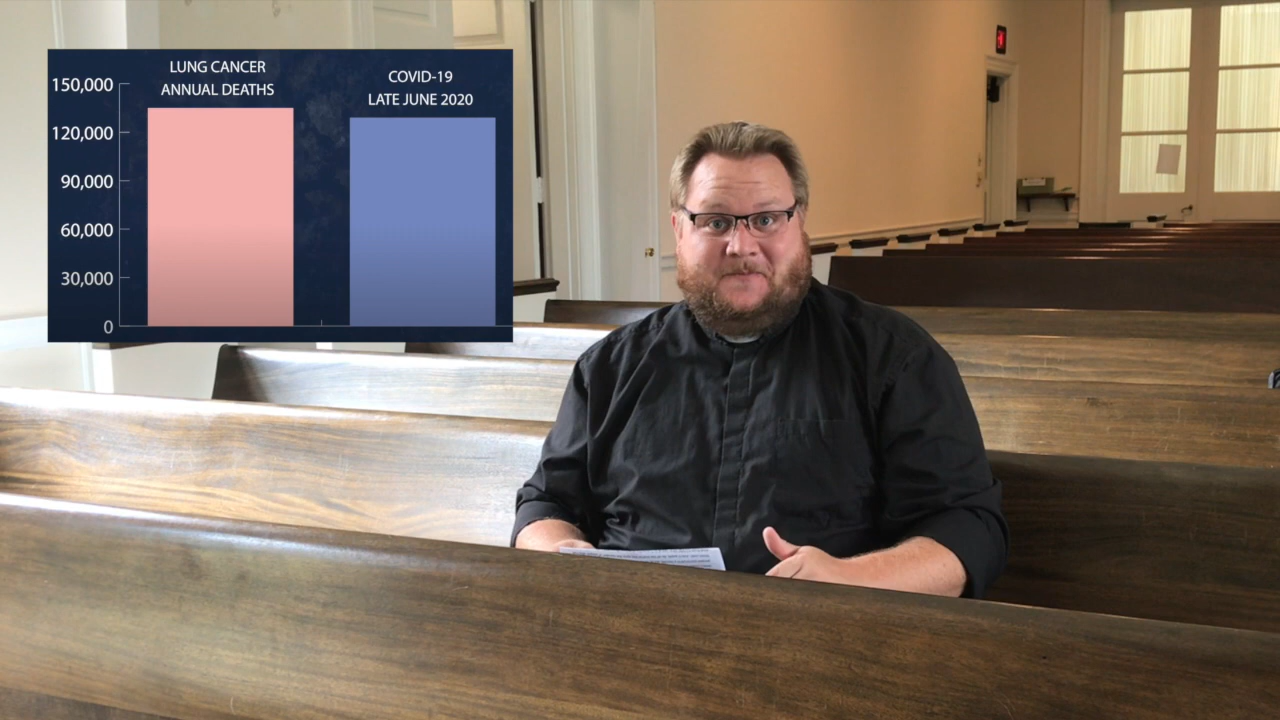 LUNG CANCER
ANNUAL DEATHS
COVID-19
LATE JUNE 2020
150,000
120,000
90,000
60,000
30,000
0